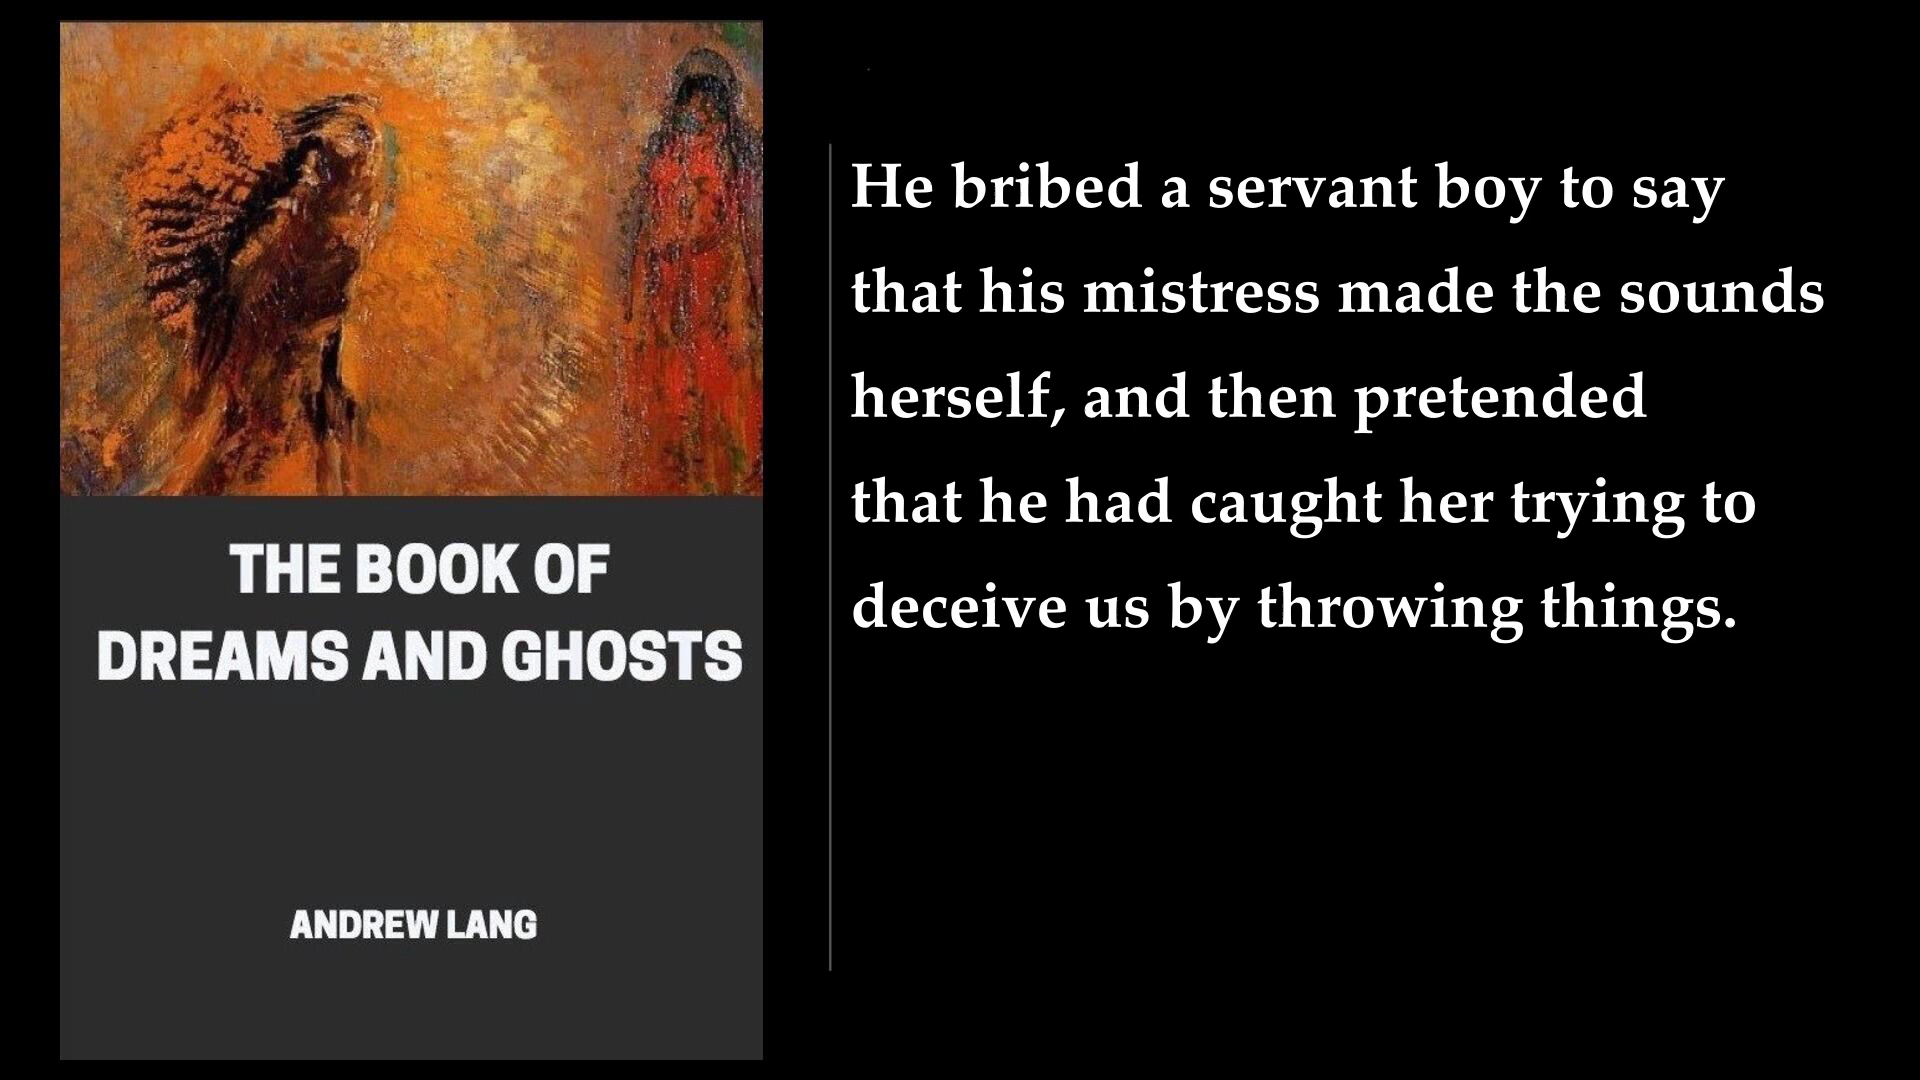 THE BOOK OF
DREAMS AND GHOSTS
ANDREW LANG
He bribed a servant boy to say
that his mistress made the sounds
herself, and then pretended
that he had caught her trying to
deceive us by throwing things.